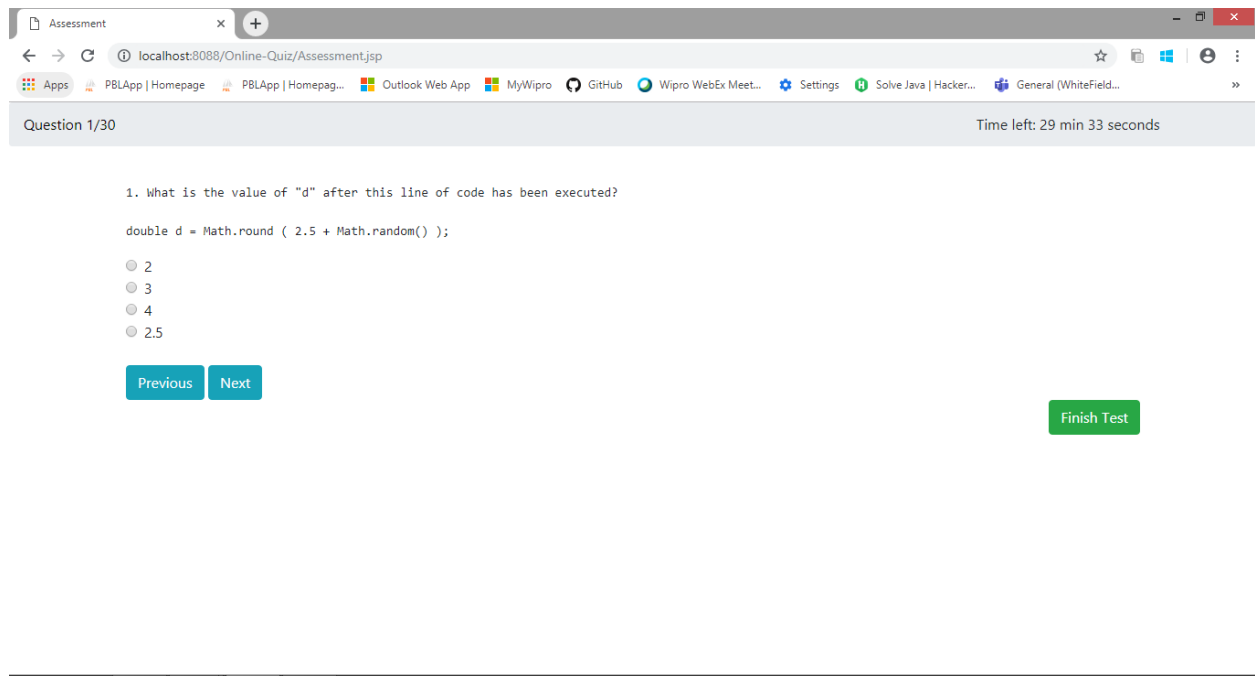 Assessment
localhost:8088/Online-Quiz/Assessment.jsp
Apps PBLApp | Homepage PBLApp | Homepag... Outlook Web App MyWipro GitHub Wipro WebEx Meet... Settings Solve Java | Hacker... General (WhiteField... »
Question 1/30 Time left: 29 min 33 seconds
1. What is the value of "d" after this line of code has been executed?
double d = Math.round ( 2.5 + Math.random() );
2
3
4
2.5
Previous Next
Finish Test